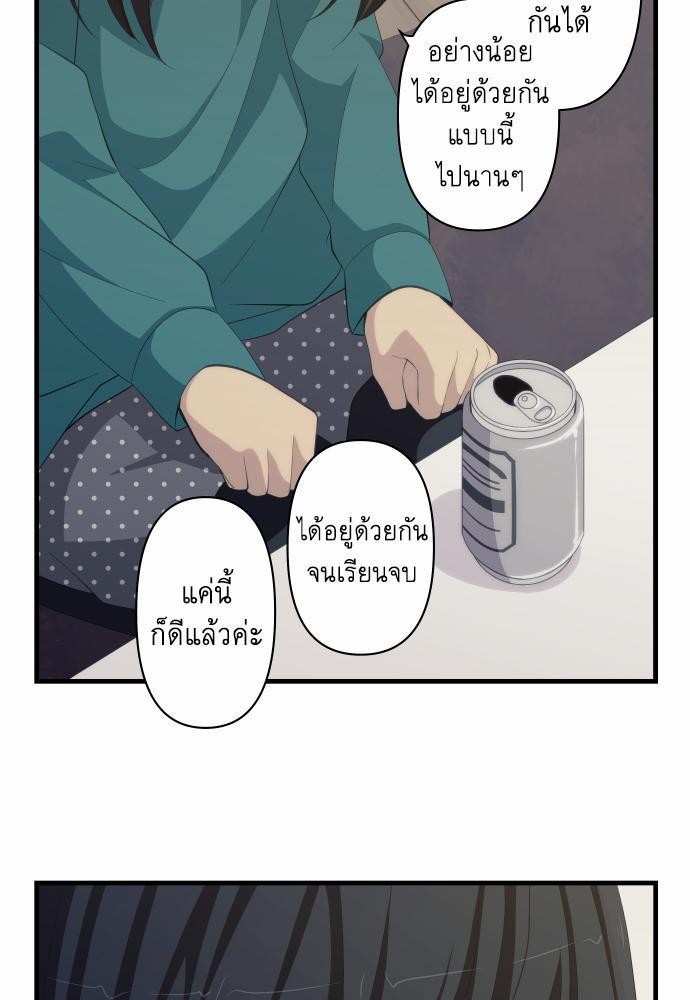 กันได้
อย่างน้อย
ได้อยู่ด้วยกัน
แบบนี้
ไปนานๆ
ได้อยู่ด้วยกัน
จนเรียนจบ
แค่นี้
ก็ดีแล้วค่ะ